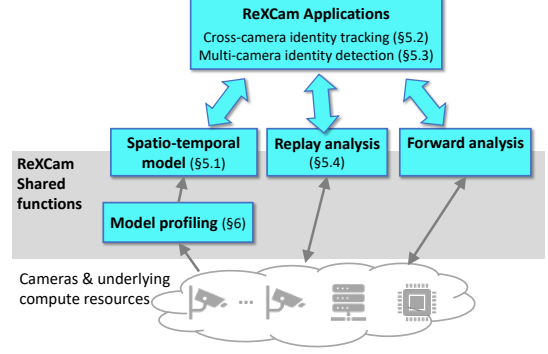 ReXCam Applications
Cross-camera identity tracking (§5.2)
Multi-camera identity detection (§5.3)
ReXCam
Shared
functions
Spatio-temporal
model (§5.1)
Replay analysis
(§5.4)
Forward analysis
Model profiling (§6)
Cameras & underlying
compute resources
...